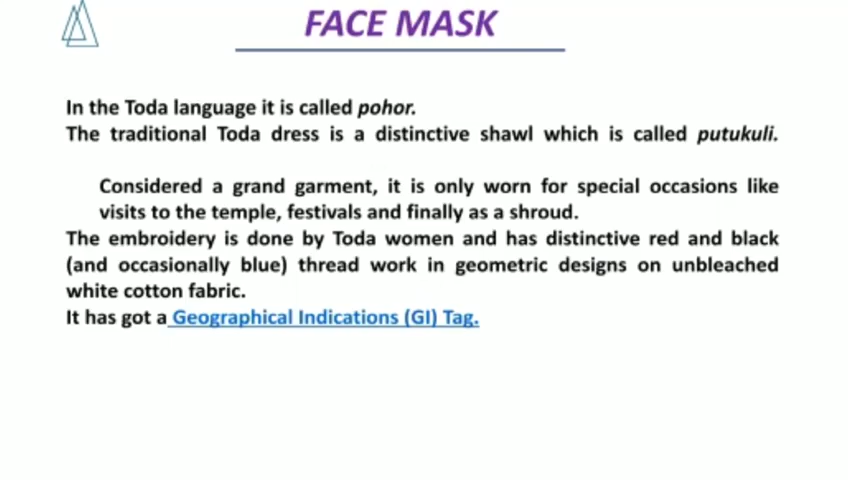 FACE MASK
In the Toda language it is called pohor.
The traditional Toda dress is a distinctive shawl which is called putukuli.
Considered a grand garment, it is only worn for special occasions like
visits to the temple, festivals and finally as a shroud.
The embroidery is done by Toda women and has distinctive red and black
(and occasionally blue) thread work in geometric designs on unbleached
white cotton fabric.
It has got a Geographical Indications (GI) Tag.